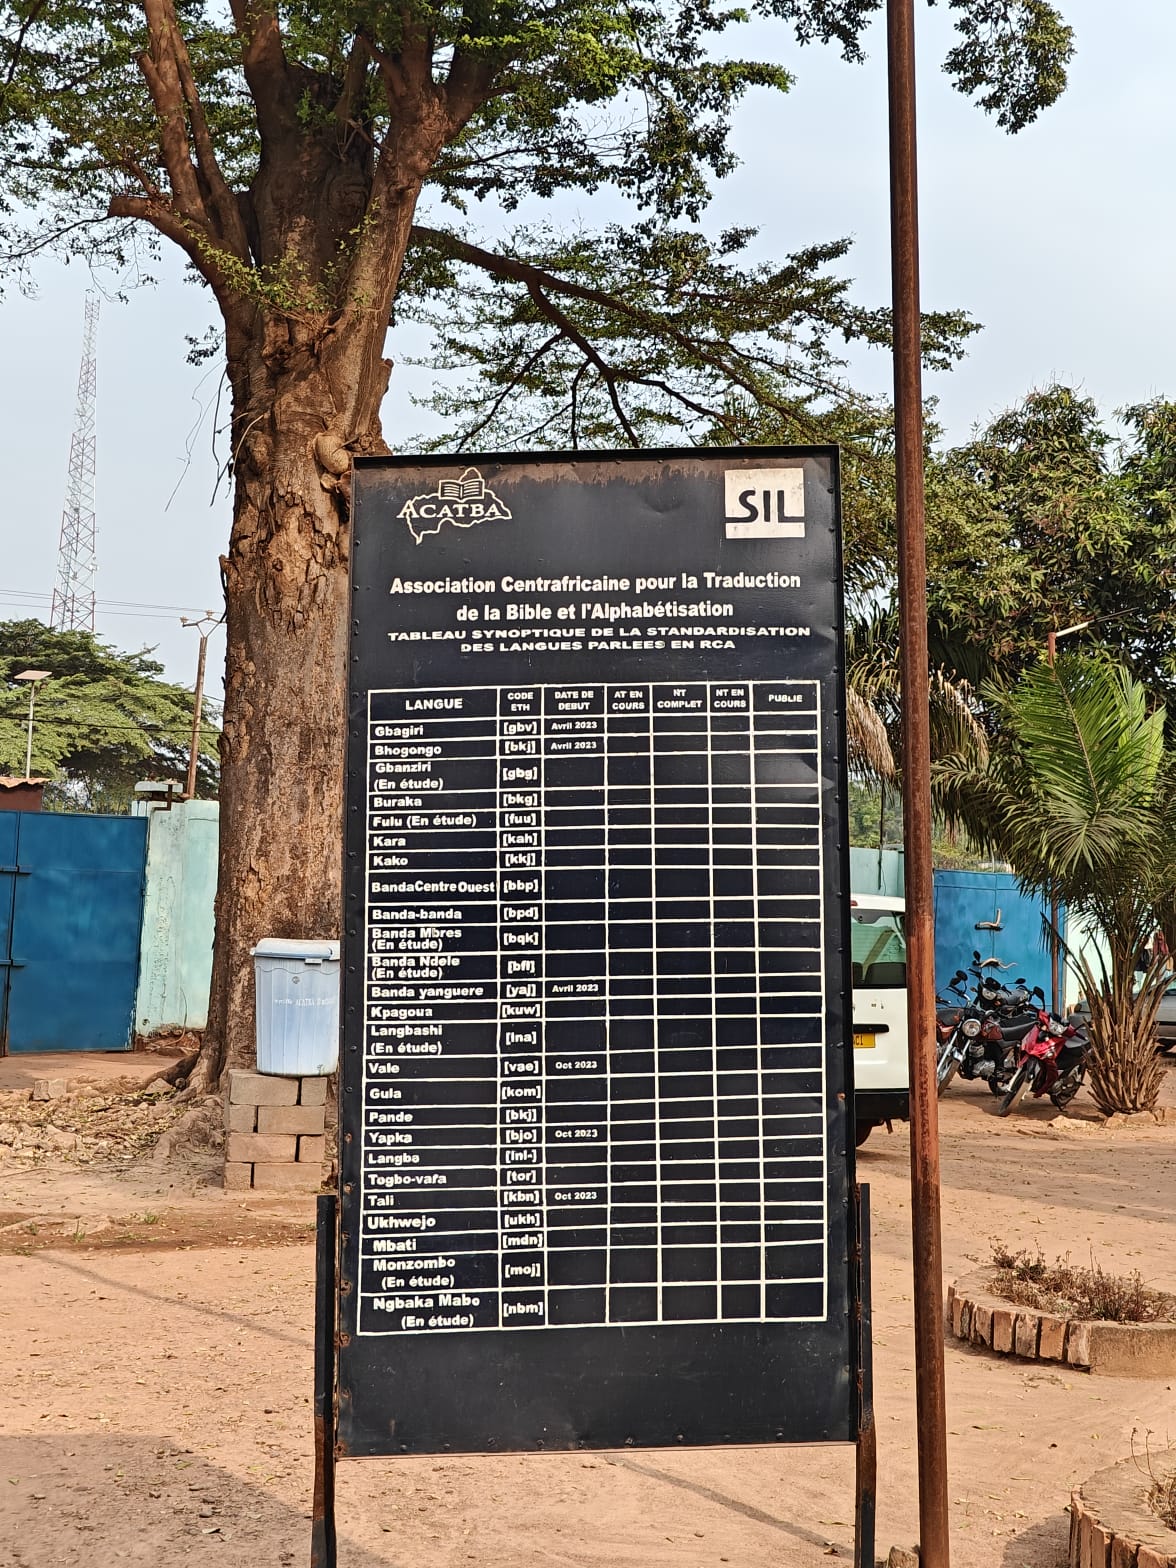 ACATBA
SIL
Association Centrafricaine pour la Traduction
de la Bible et l'Alphabétisation
TABLEAU SYNOPTIQUE DE LA STANDARDISATION
DES LANGUES PARLEES EN RCA
LANGUE CODE ETH DATE DE DEBUT AT EN COURS NT COMPLET NT EN COURS PUBLIE
Gbagiri [gbv] Avril 2023
Bhogongo [bkj] Avril 2023
Gbanziri
(En étude) [gbg]
Buraka [bkg]
Fulu (En étude) [fuu]
Kara [kah]
Kako [kkj]
Banda Centre Ouest [bbp]
Banda-banda [bpd]
Banda Mbres
(En étude) [bqk]
Banda Ndele
(En étude) [bfl]
Banda yanguere [yaj] Avril 2023
Kpagoua [kuw]
Langbashi
(En étude) [lna]
Vale [vae] Oct 2023
Gula [kcm]
Pande [bkj]
Yapka [bjo] Oct 2023
Langba
Togbo-vara [tor]
Tali [kbn] Oct 2023
Ukhwejo [ukh]
Mbati [mdn]
Monzombo
(En étude) [moj]
Ngbaka Mabo
(En étude) [nbm]